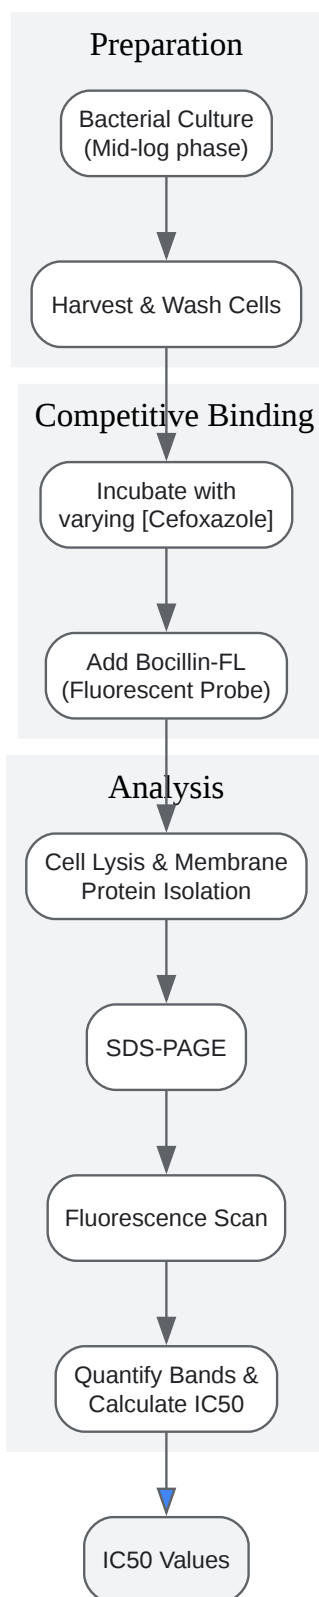 Preparation
Bacterial Culture
(Mid-log phase)
Harvest & Wash Cells
Competitive Binding
Incubate with
varying [Cefoxazole]
Add Bocillin-FL
(Fluorescent Probe)
Analysis
Cell Lysis & Membrane
Protein Isolation
SDS-PAGE
Fluorescence Scan
Quantify Bands &
Calculate IC50
IC50 Values